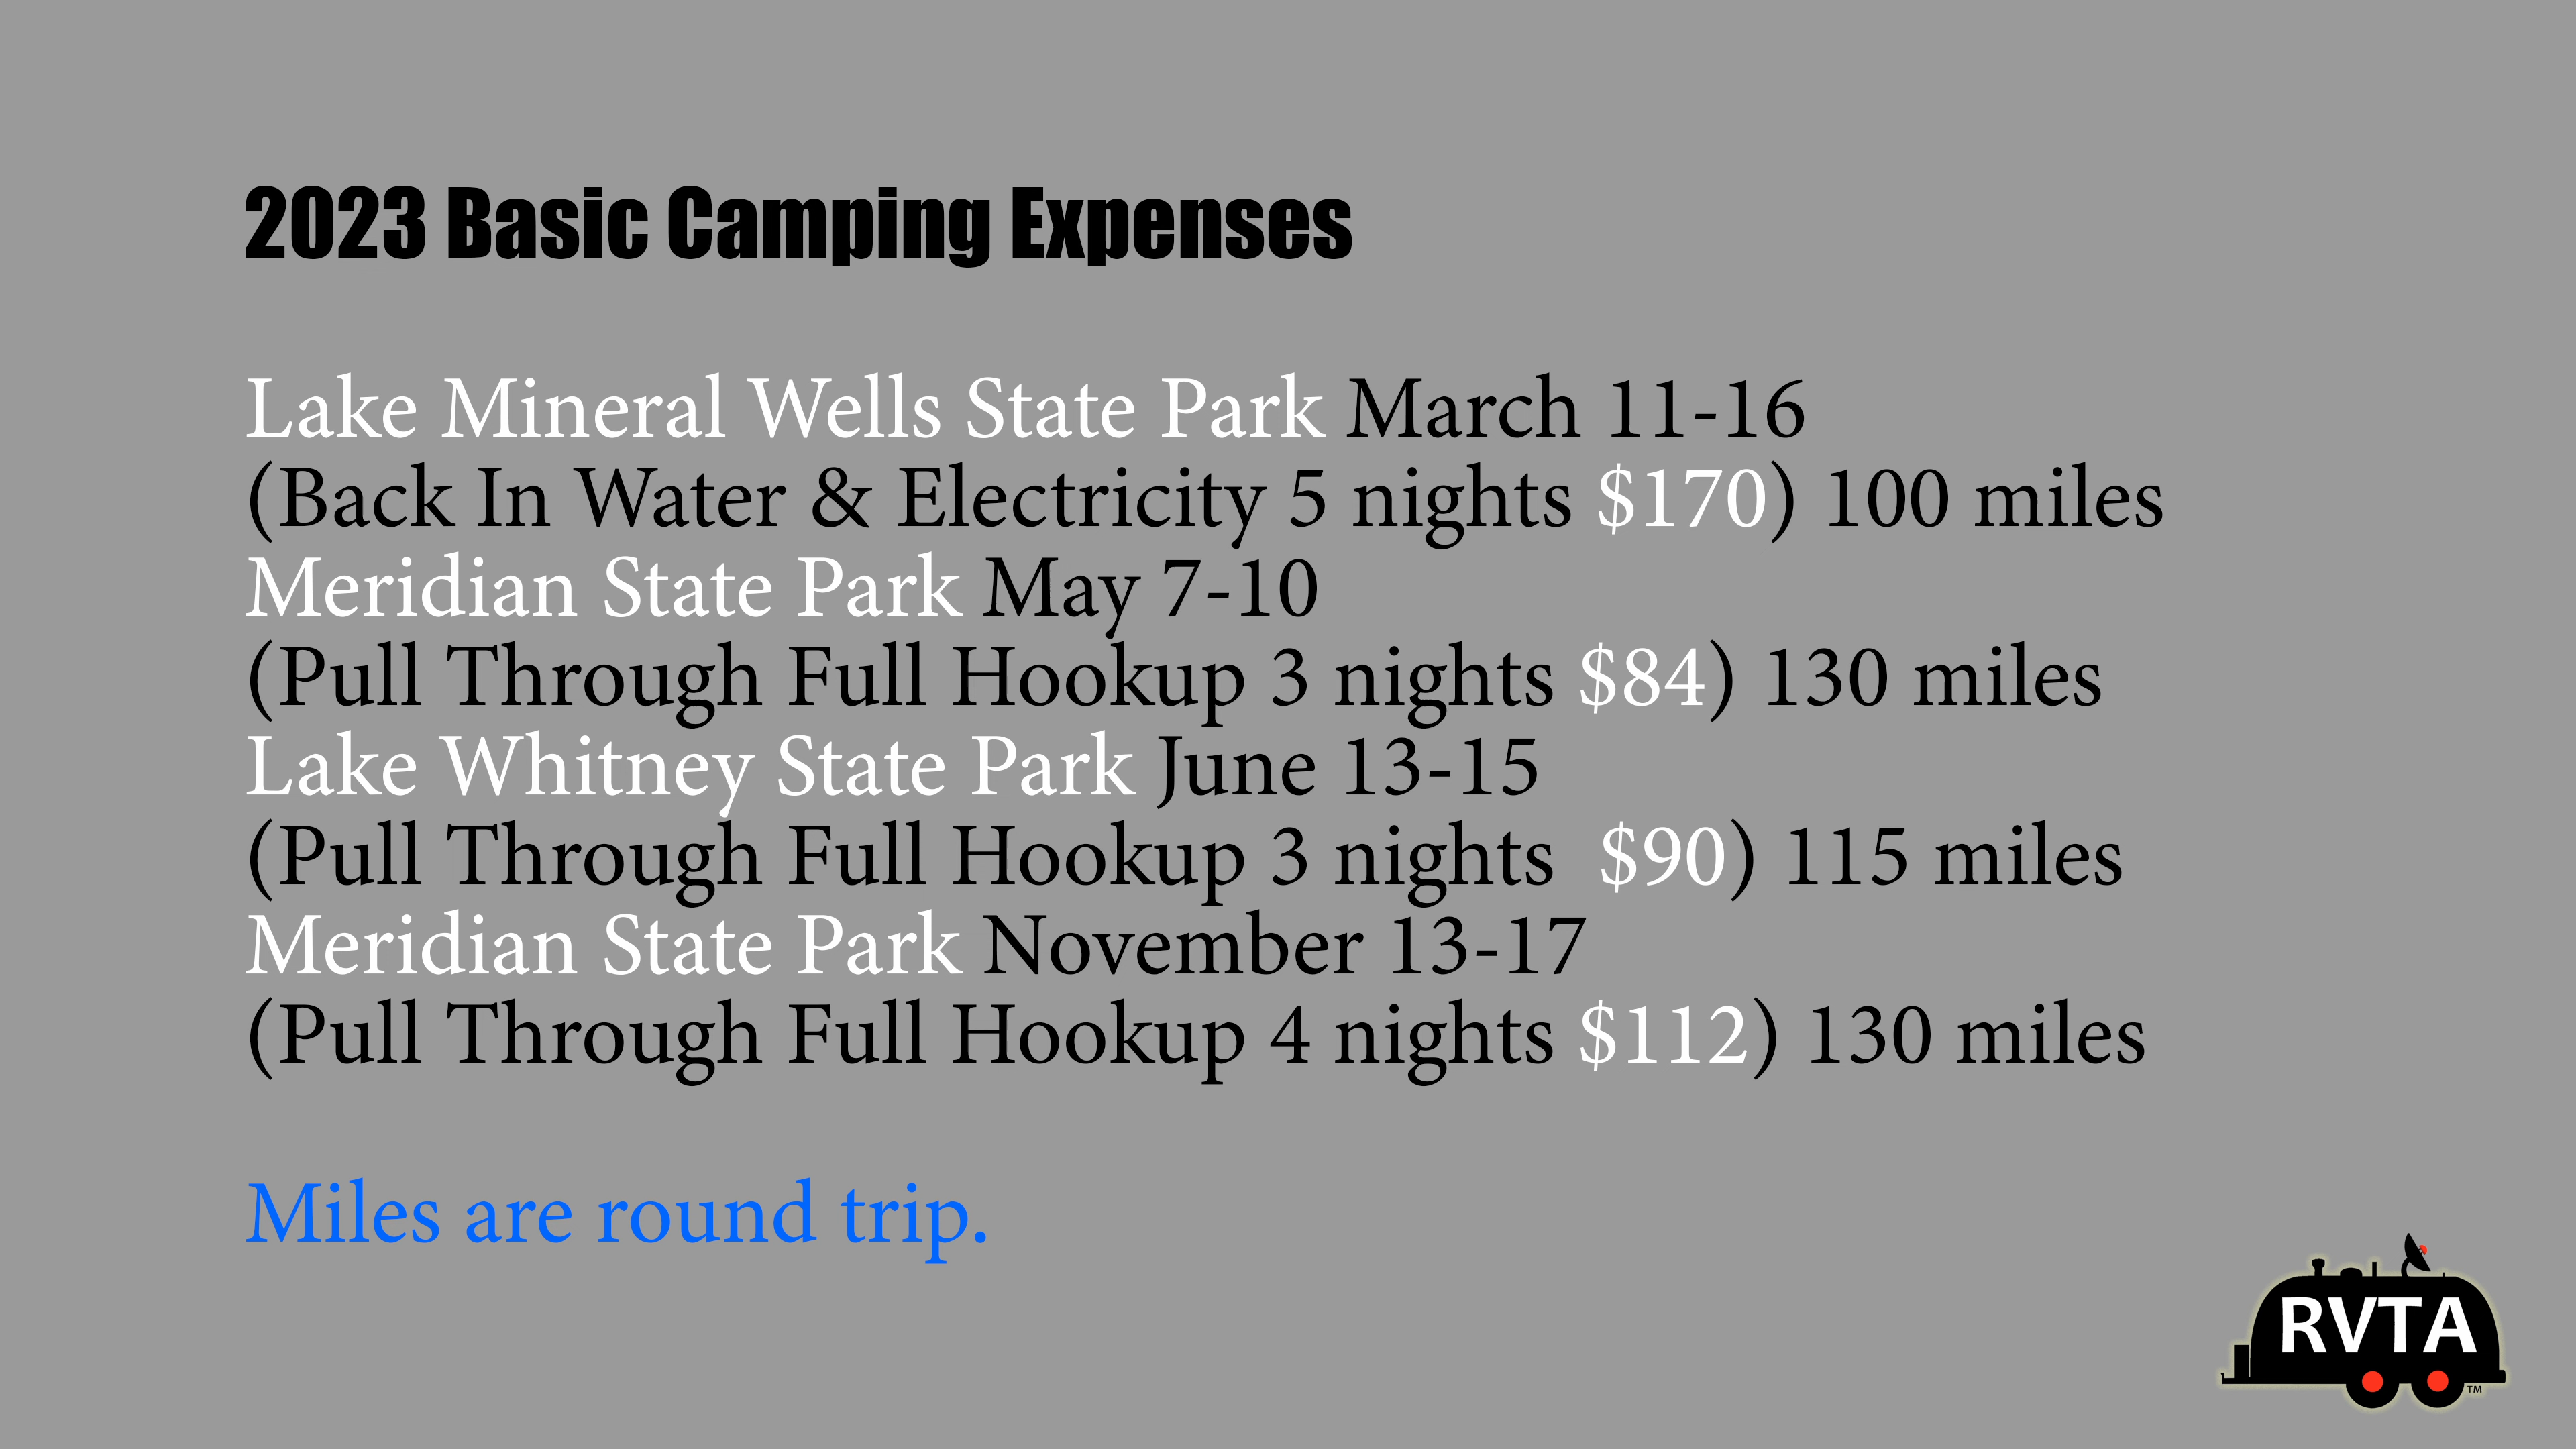 2023 Basic Camping Expenses
Lake Mineral Wells State Park March 11-16
(Back In Water & Electricity 5 nights $170) 100 miles
Meridian State Park May 7-10
(Pull Through Full Hookup 3 nights $84) 130 miles
Lake Whitney State Park June 13-15
(Pull Through Full Hookup 3 nights  $90) 115 miles
Meridian State Park November 13-17
(Pull Through Full Hookup 4 nights $112) 130 miles
Miles are round trip.
RVTA
TM